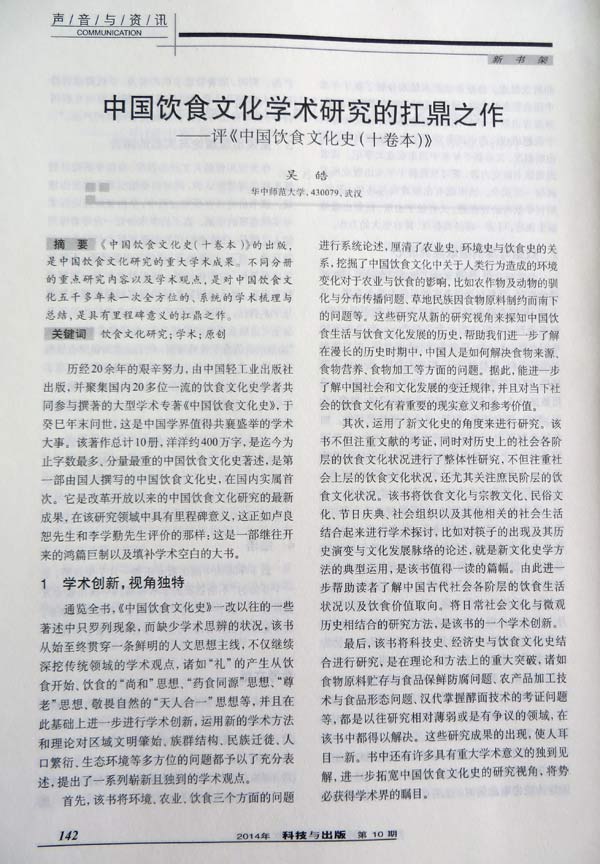 声/音/与/资/讯
COMMUNICATION
新 书 架
中国饮食文化学术研究的扛鼎之作
——评《中国饮食文化史(十卷本)》
吴 皓
华中师范大学,430079,武汉
摘 要 《中国饮食文化史(十卷本)》的出版,
是中国饮食文化研究的重大学术成果。不同分册
的重点研究内容以及学术观点,是对中国饮食文
化五千多年来一次全方位的、系统的学术梳理与
总结,是具有里程碑意义的扛鼎之作。
关键词 饮食文化研究;学术;原创
历经20余年的艰辛努力,由中国轻工业出版社
出版,并聚集国内20多位一流的饮食文化史学者共
同参与撰著的大型学术专著《中国饮食文化史》,于
癸巳年末问世,这是中国学界值得共襄盛举的学术
大事。该著作总计10册,洋洋约400万字,是迄今为
止字数最多、分量最重的中国饮食史著述,是第
一部由国人撰写的中国饮食文化史,在国内实属首
次。它是改革开放以来的中国饮食文化研究的最新
成果,在该研究领域中具有里程碑意义,这正如卢良
恕先生和李学勤先生评价的那样;这是一部继往开
来的鸿篇巨制以及填补学术空白的大书。
1 学术创新,视角独特
通览全书,《中国饮食文化史》一改以往的一些
著述中只罗列现象,而缺少学术思辨的状况,该书
从始至终贯穿一条鲜明的人文思想主线,不仅继续
深挖传统领域的学术观点,诸如“礼”的产生从饮
食开始、饮食的“尚和”思想、“药食同源”思想、“尊
老”思想、敬畏自然的“天人合一”思想等,并且在
此基础上进一步进行学术创新,运用新的学术方法
和理论对区域文明肇始、族群结构、民族迁徙、人
口繁衍、生态环境等多方位的问题都予以了充分表
述,提出了一系列崭新且独到的学术观点。
首先,该书将环境、农业、饮食三个方面的问题
进行系统论述,厘清了农业史、环境史与饮食史的关
系,挖掘了中国饮食文化中关于人类行为造成的环境
变化对于农业与饮食的影响,比如农作物及动物的驯
化与分布传播问题、草地民族因食物原料制约而南下
的问题等。这些研究从新的研究视角来探知中国饮
食生活与饮食文化发展的历史,帮助我们进一步了解
在漫长的历史时期中,中国人是如何解决食物来源、
食物营养、食物加工等方面的问题。据此,能进一步
了解中国社会和文化发展的变迁规律,并且对当下社
会的饮食文化有着重要的现实意义和参考价值。
其次,运用了新文化史的角度来进行研究。该
书不但注重文献的考证,同时对历史上的社会各阶
层的饮食文化状况进行了整体性研究,不但注重社
会上层的饮食文化状况,还尤其关注庶民阶层的饮
食文化状况。该书将饮食文化与宗教文化、民俗文
化、节日庆典、社会组织以及其他相关的社会生活
结合起来进行学术探讨,比如对筷子的出现及其历
史演变与文化发展脉络的论述,就是新文化史学方
法的典型运用,是该书值得一读的篇幅。由此进一
步帮助读者了解中国古代社会各阶层的饮食生活
状况以及饮食价值取向。将日常社会文化与微观
历史相结合的研究方法,是该书的一个学术创新。
最后,该书将科技史、经济史与饮食文化史结
合进行研究,是在理论和方法上的重大突破,诸如
食物原料贮存与食品保鲜防腐问题、农产品加工技
术与食品形态问题、汉代掌握酵面技术的考证问题
等,都是以往研究相对薄弱或是有争议的领域,在
该书中都得以解决。这些研究成果的出现,使人耳
目一新。书中还有许多具有重大学术意义的独到见
解,进一步拓宽中国饮食文化史的研究视角,将势
必获得学术界的瞩目。
142
2014年 科技与出版 第10期